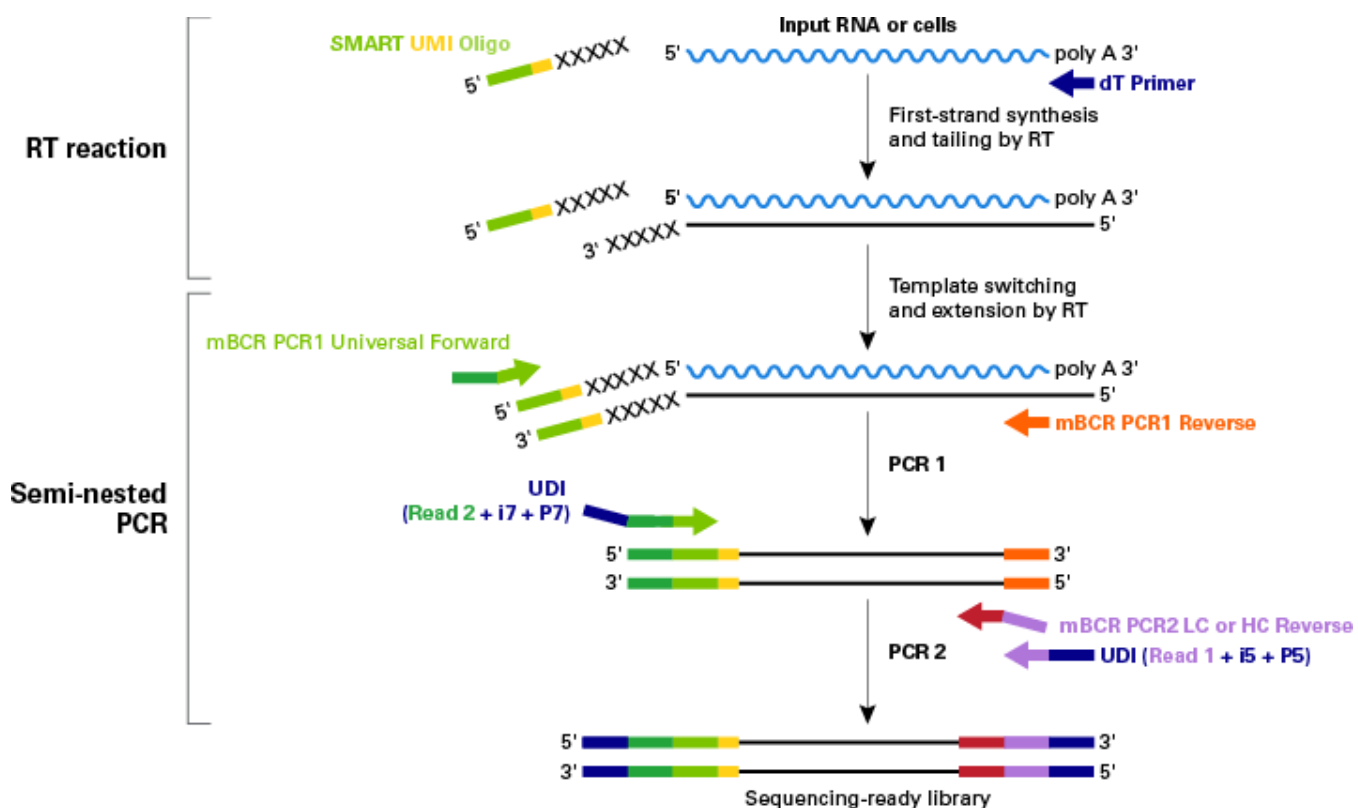 Input RNA or cells
SMART UMI Oligo
XXXXX
5'
5'
poly A 3'
dT Primer
First-strand synthesis
and tailing by RT
RT reaction
XXXXX
5'
5'
poly A 3'
3' XXXXX
5'
Template switching
and extension by RT
mBCR PCR1 Universal Forward
XXXXX
5'
5'
poly A 3'
XXXXX
3'
5'
mBCR PCR1 Reverse
PCR 1
Semi-nested
PCR
UDI
(Read 2 + i7 + P7)
5'
3'
3'
5'
mBCR PCR2 LC or HC Reverse
PCR 2
UDI (Read 1 + i5 + P5)
5'
3'
3'
5'
Sequencing-ready library